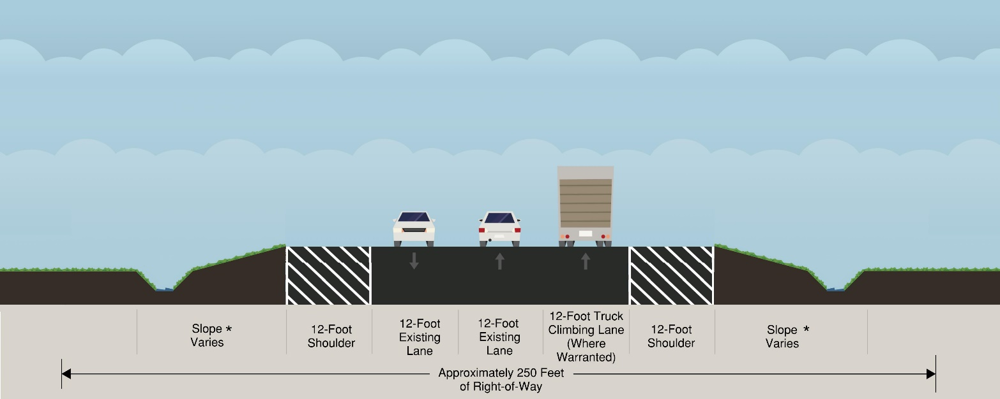 Slope *
Varies
12-Foot
Shoulder
12-Foot
Existing
Lane
12-Foot
Existing
Lane
12-Foot Truck
Climbing Lane
(Where
Warranted)
12-Foot
Shoulder
Slope *
Varies
Approximately 250 Feet
of Right-of-Way